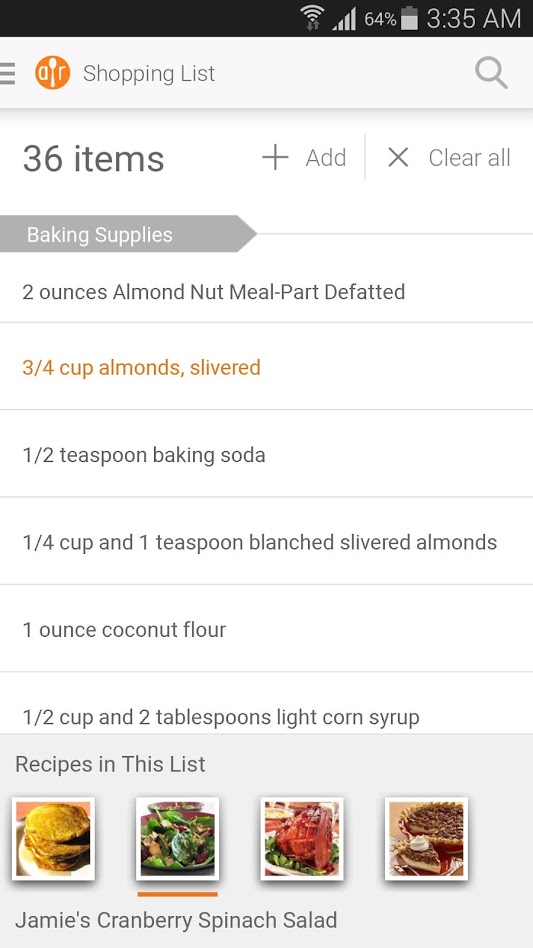 64% 3:35 AM
a r Shopping List
36 items Add Clear all
Baking Supplies
2 ounces Almond Nut Meal-Part Defatted
3/4 cup almonds, slivered
1/2 teaspoon baking soda
1/4 cup and 1 teaspoon blanched slivered almonds
1 ounce coconut flour
1/2 cup and 2 tablespoons light corn syrup
Recipes in This List
Jamie's Cranberry Spinach Salad